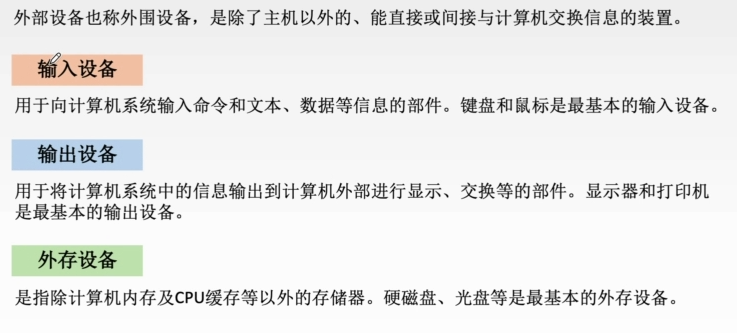 外部设备也称外围设备，是除了主机以外的、能直接或间接与计算机交换信息的装置。
输入设备
用于向计算机系统输入命令和文本、数据等信息的部件。键盘和鼠标是最基本的输入设备。
输出设备
用于将计算机系统中的信息输出到计算机外部进行显示、交换等的部件。显示器和打印机
是最基本的输出设备。
外存设备
是指除计算机内存及CPU缓存等以外的存储器。硬磁盘、光盘等是最基本的外存设备。